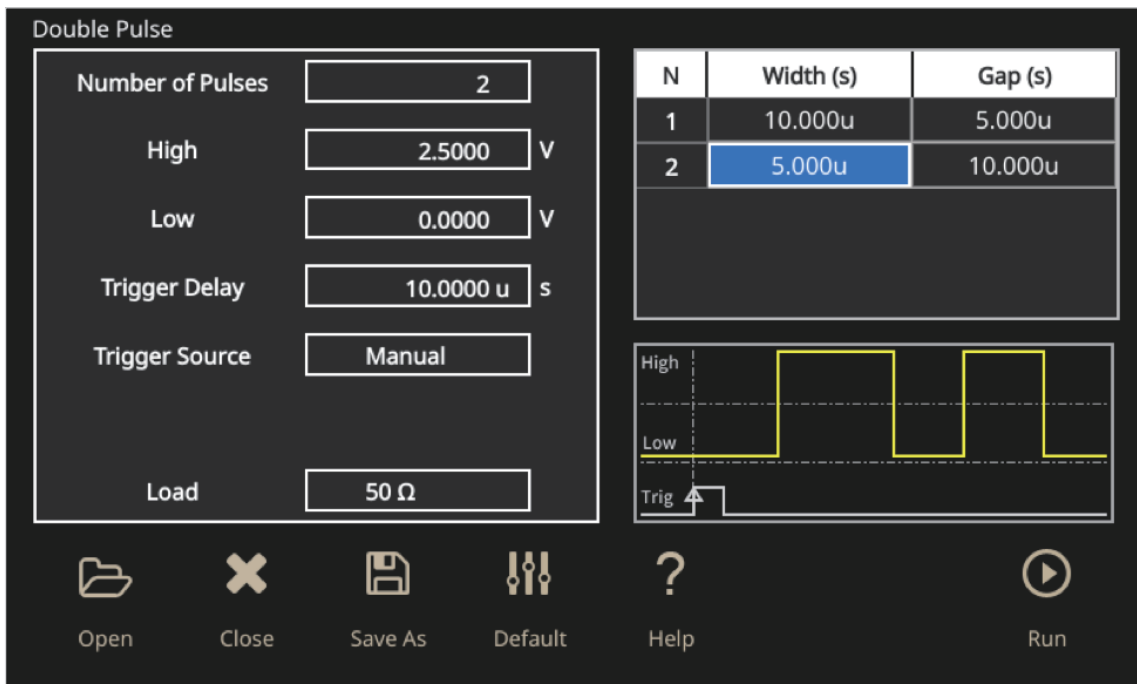 Double Pulse
Number of Pulses 2
High 2.5000 V
Low 0.0000 V
Trigger Delay 10.0000 u s
Trigger Source Manual
Load 50 Ω
N Width (s) Gap (s)
1 10.000u 5.000u
2 5.000u 10.000u
High
Low
Trig
Open Close Save As Default Help Run